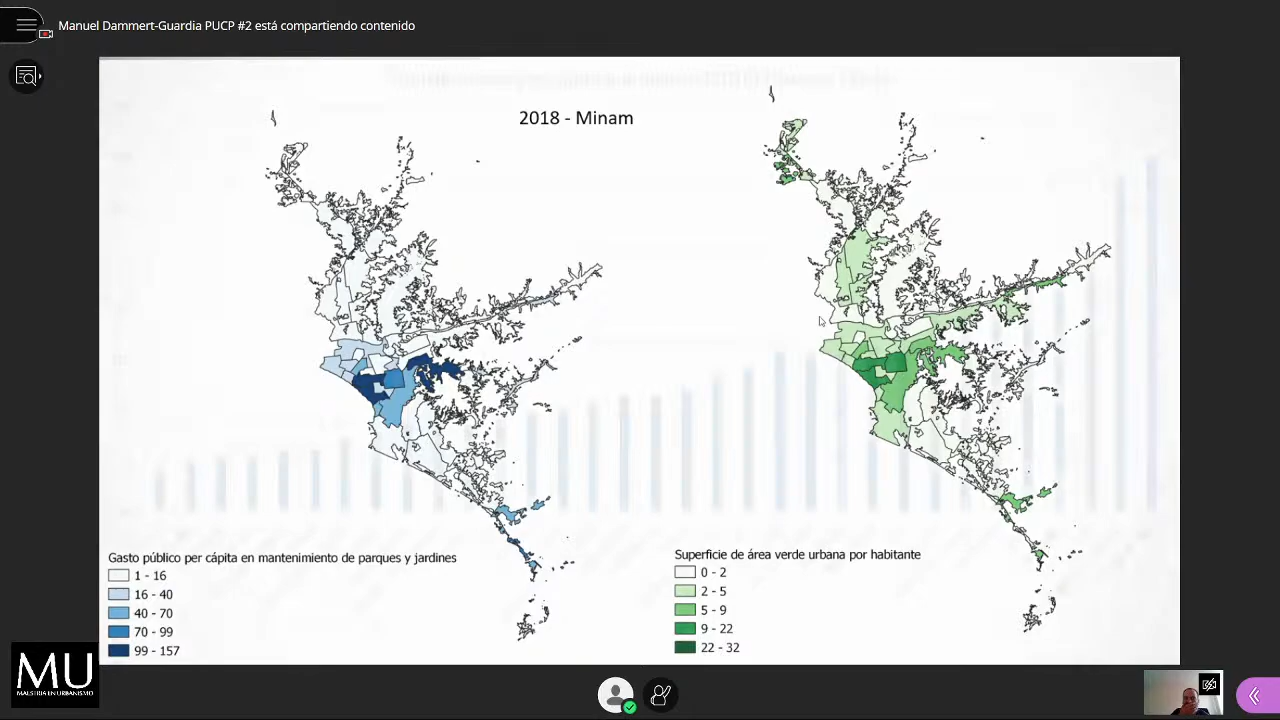 Manuel Dammert-Guardia PUCP #2 está compartiendo contenido
2018 - Minam
Gasto público per cápita en mantenimiento de parques y jardines
1 - 16
16 - 40
40 - 70
70 - 99
99 - 157
Superficie de área verde urbana por habitante
0 - 2
2 - 5
5 - 9
9 - 22
22 - 32
MU
MAESTRÍA EN URBANISMO